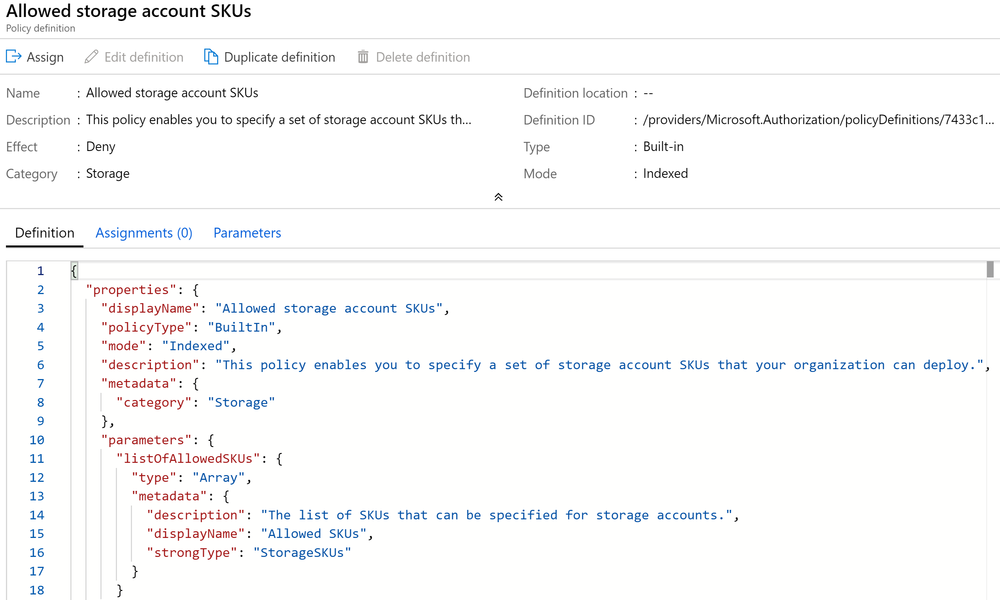 Allowed storage account SKUs
Policy definition
Assign Edit definition Duplicate definition Delete definition
Name : Allowed storage account SKUs Definition location : --
Description : This policy enables you to specify a set of storage account SKUs th... Definition ID : /providers/Microsoft.Authorization/policyDefinitions/7433c1...
Effect : Deny Type : Built-in
Category : Storage Mode : Indexed
Definition Assignments (0) Parameters
1 {
2 "properties": {
3 "displayName": "Allowed storage account SKUs",
4 "policyType": "BuiltIn",
5 "mode": "Indexed",
6 "description": "This policy enables you to specify a set of storage account SKUs that your organization can deploy.",
7 "metadata": {
8 "category": "Storage"
9 },
10 "parameters": {
11 "listOfAllowedSKUs": {
12 "type": "Array",
13 "metadata": {
14 "description": "The list of SKUs that can be specified for storage accounts.",
15 "displayName": "Allowed SKUs",
16 "strongType": "StorageSKUs"
17 }
18 }